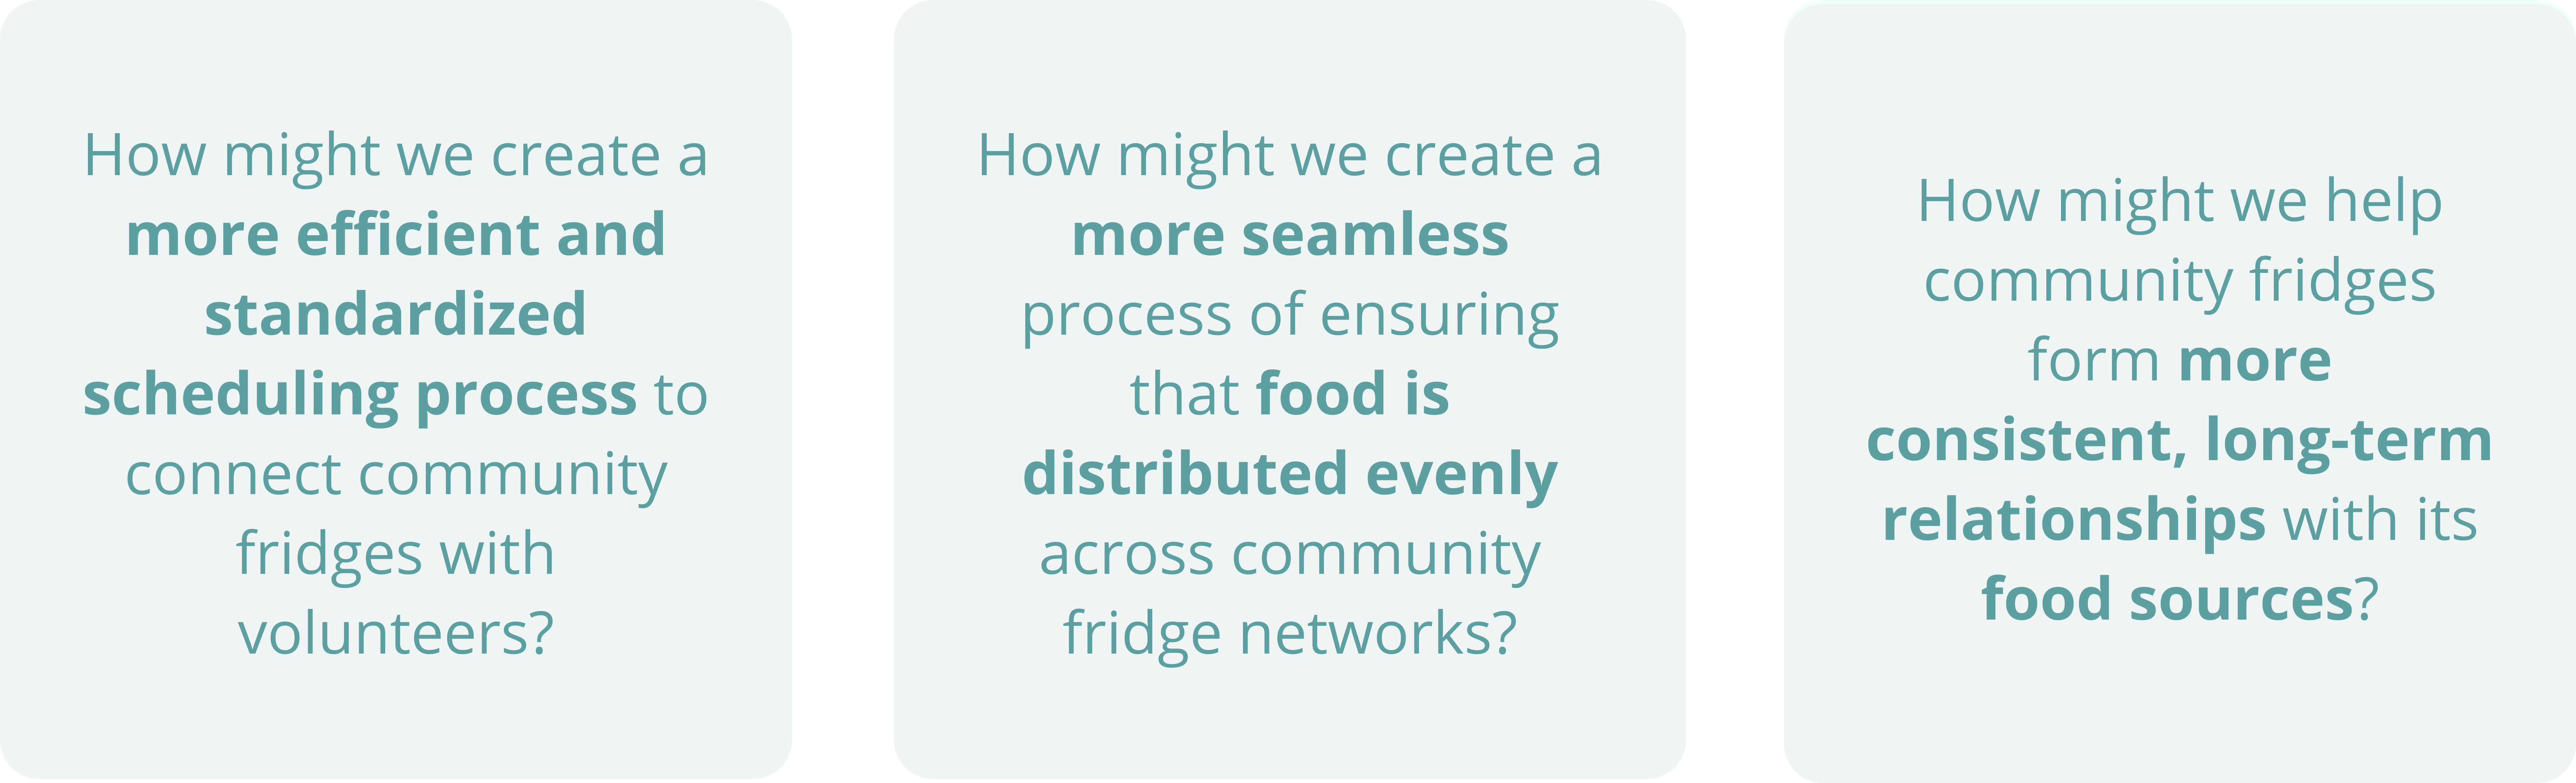 How might we create a
more efficient and
standardized
scheduling process to
connect community
fridges with
volunteers?
How might we create a
more seamless
process of ensuring
that food is
distributed evenly
across community
fridge networks?
How might we help
community fridges
form more
consistent, long-term
relationships with its
food sources?